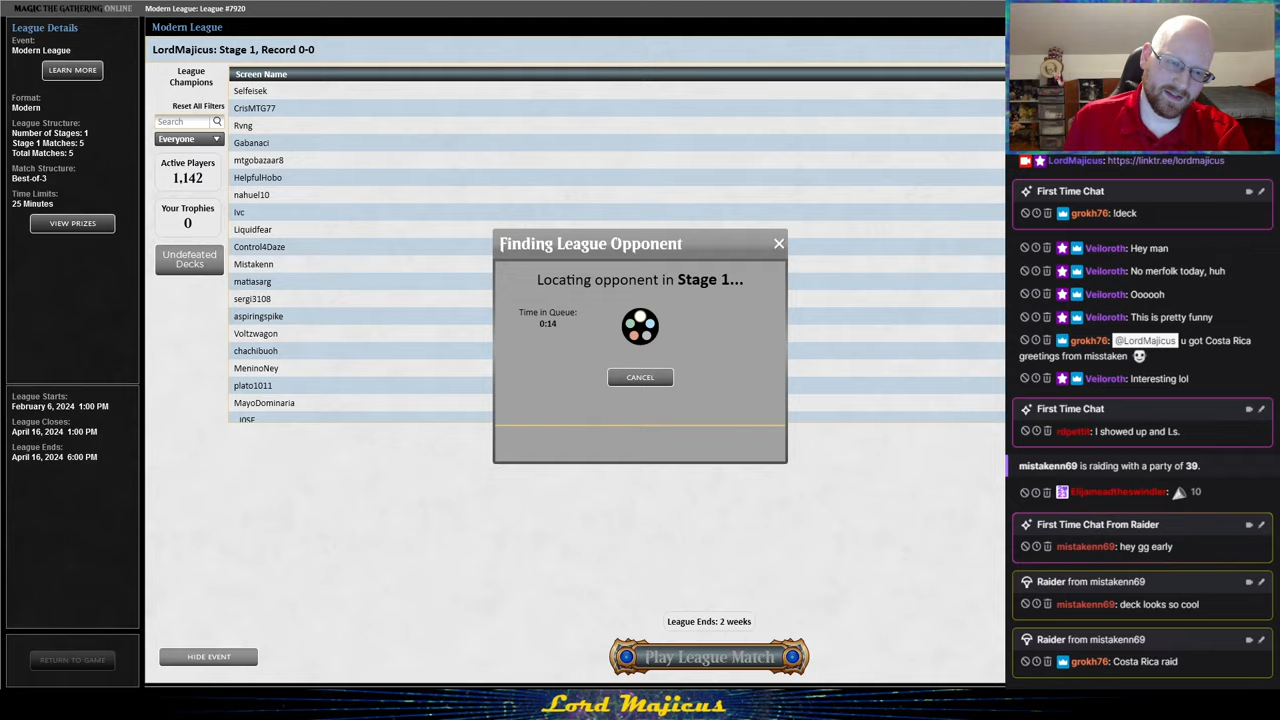 MAGIC THE GATHERING ONLINE
Modern League: League #7920
League Details
Event:
Modern League
LEARN MORE
Format:
Modern
League Structure:
Number of Stages: 1
Stage 1 Matches: 5
Total Matches: 5
Match Structure:
Best-of-3
Time Limits:
25 Minutes
VIEW PRIZES
League Starts:
February 6, 2024 1:00 PM
League Closes:
April 16, 2024 1:00 PM
League Ends:
April 16, 2024 6:00 PM
RETURN TO GAME
Modern League
LordMajicus: Stage 1, Record 0-0
League
Champions
Reset All Filters
Search
Everyone
Active Players
1,142
Your Trophies
0
Undefeated
Decks
Screen Name
Selfeisek
CrisMTG77
Rvng
Gabanaci
mtgobazaar8
HelpfulHobo
nahuel10
lvc
Liquidfear
Control4Daze
Mistakenn
matiasarg
sergi3108
aspiringspike
Voltzwagon
chachibuoh
MeninoNey
plato1011
MayoDominaria
Finding League Opponent
Locating opponent in Stage 1...
Time in Queue:
0:14
CANCEL
League Ends: 2 weeks
HIDE EVENT
Play League Match
LordMajicus: https://linktr.ee/lordmajicus
First Time Chat
grokh76: !deck
Veiloroth: Hey man
Veiloroth: No merfolk today, huh
Veiloroth: Oooooh
Veiloroth: This is pretty funny
grokh76: @LordMajicus u got Costa Rica
greetings from misstaken
Veiloroth: Interesting lol
First Time Chat
rdpettit: I showed up and Ls.
mistakenn69 is raiding with a party of 39.
Elijameadtheswindler: 10
First Time Chat From Raider
mistakenn69: hey gg early
Raider from mistakenn69
mistakenn69: deck looks so cool
Raider from mistakenn69
grokh76: Costa Rica raid
Lord Majicus